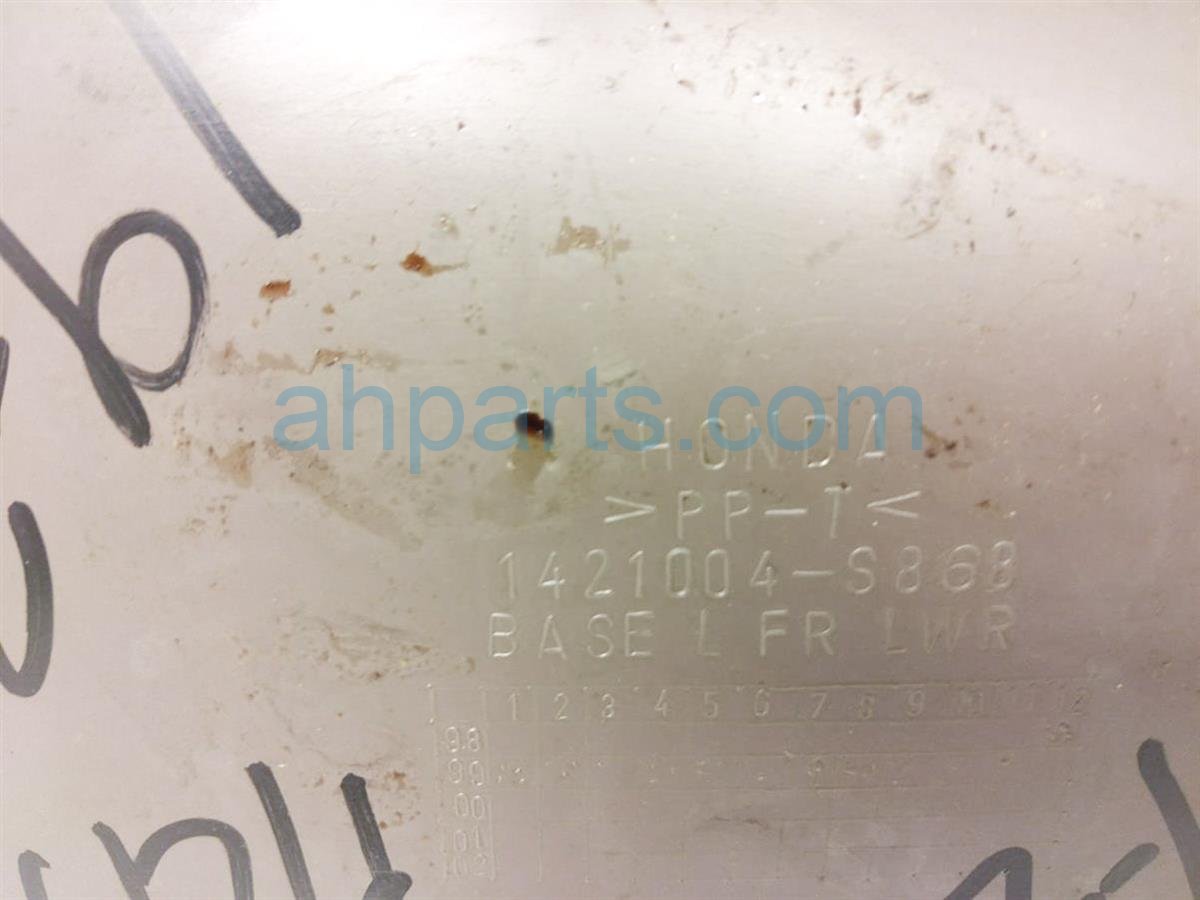 ahparts.com
HONDA
>PP-T<
1421004-S86B
BASE L FR LWR
1 2 3 4 5 6 7 8 9 10 11 12
98
99
00
01
02